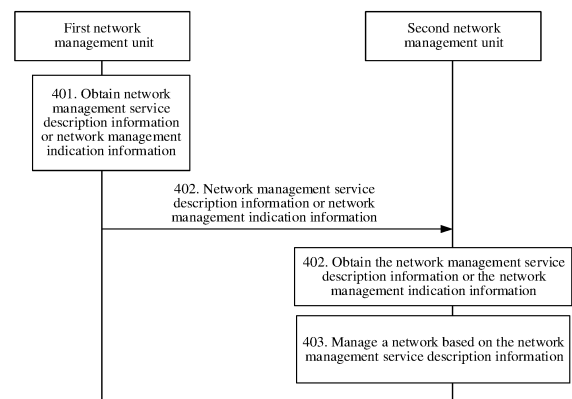 First network
management unit
Second network
management unit
401. Obtain network
management service
description information
or network management
indication information
402. Network management service
description information or network
management indication information
402. Obtain the network management service
description information or the network
management indication information
403. Manage a network based on the network
management service description information